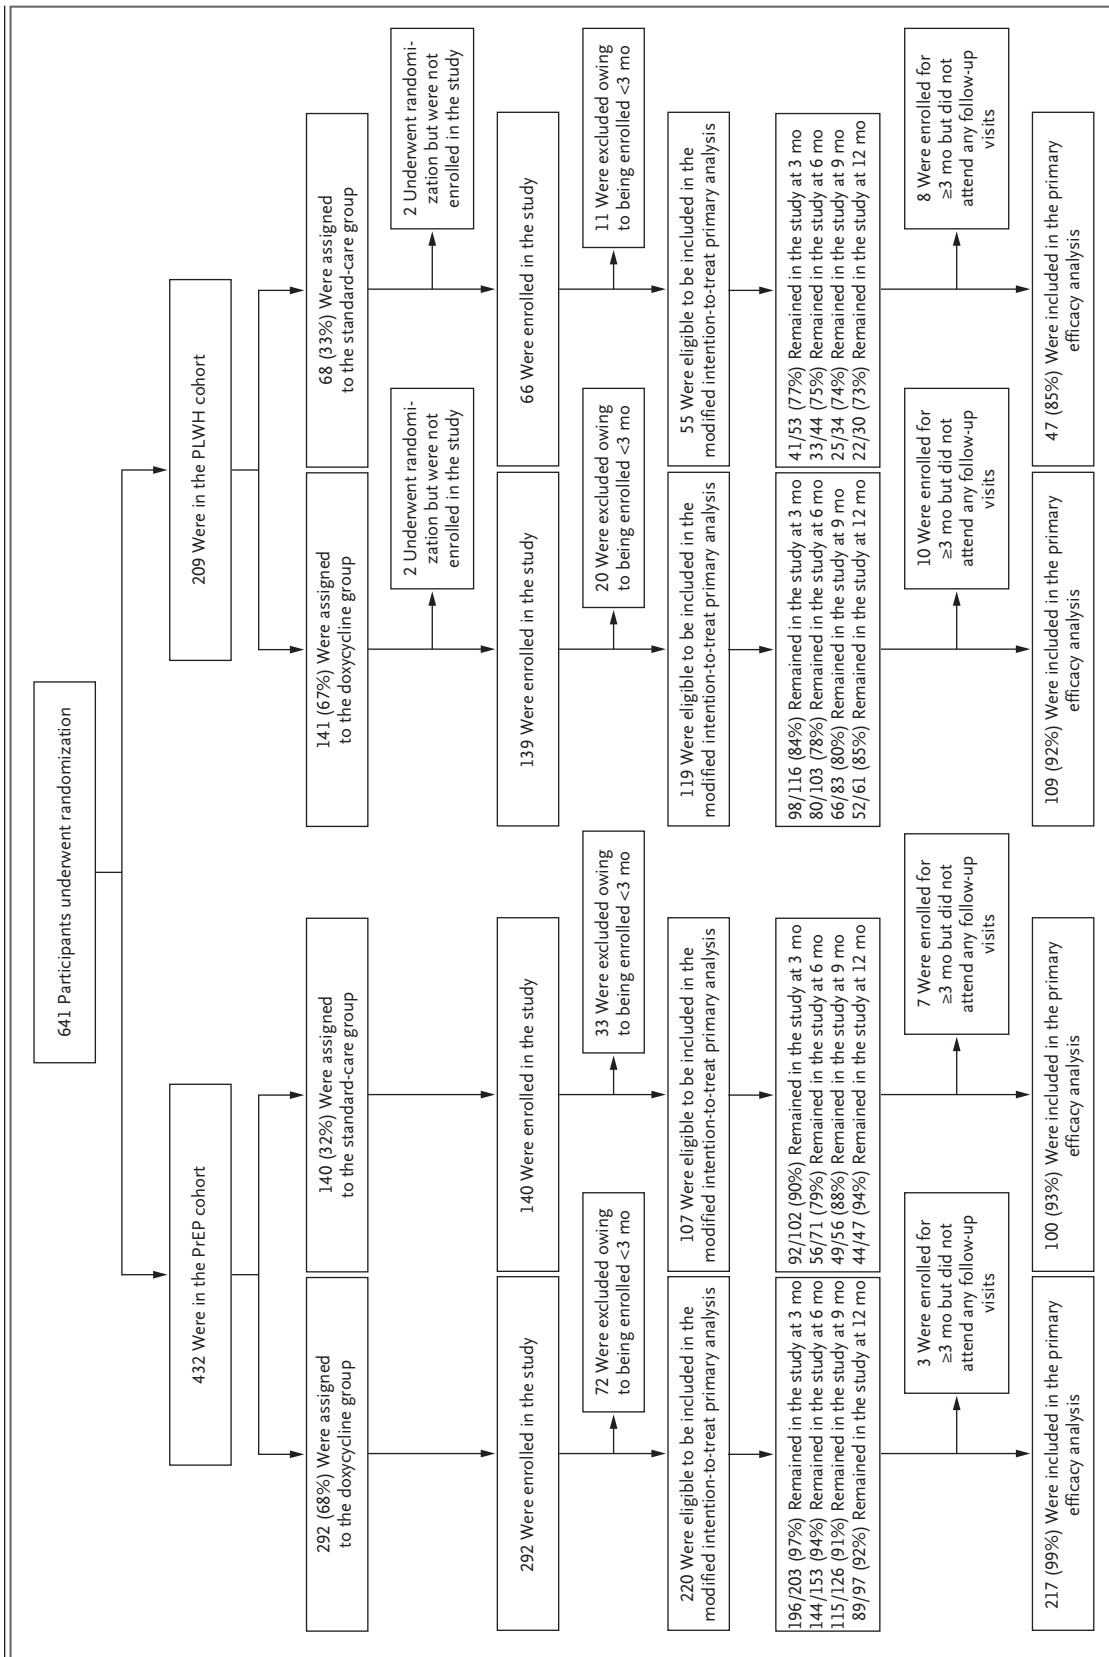 641 Participants underwent randomization
432 Were in the PrEP cohort
209 Were in the PLWH cohort
292 (68%) Were assigned
to the doxycycline group
140 (32%) Were assigned
to the standard-care group
141 (67%) Were assigned
to the doxycycline group
68 (33%) Were assigned
to the standard-care group
2 Underwent randomi-
zation but were not
enrolled in the study
2 Underwent randomi-
zation but were not
enrolled in the study
292 Were enrolled in the study
140 Were enrolled in the study
139 Were enrolled in the study
66 Were enrolled in the study
72 Were excluded owing
to being enrolled <3 mo
33 Were excluded owing
to being enrolled <3 mo
20 Were excluded owing
to being enrolled <3 mo
11 Were excluded owing
to being enrolled <3 mo
220 Were eligible to be included in the
modified intention-to-treat primary analysis
107 Were eligible to be included in the
modified intention-to-treat primary analysis
119 Were eligible to be included in the
modified intention-to-treat primary analysis
55 Were eligible to be included in the
modified intention-to-treat primary analysis
196/203 (97%) Remained in the study at 3 mo
144/153 (94%) Remained in the study at 6 mo
115/126 (91%) Remained in the study at 9 mo
89/97 (92%) Remained in the study at 12 mo
92/102 (90%) Remained in the study at 3 mo
56/71 (79%) Remained in the study at 6 mo
49/56 (88%) Remained in the study at 9 mo
44/47 (94%) Remained in the study at 12 mo
98/116 (84%) Remained in the study at 3 mo
80/103 (78%) Remained in the study at 6 mo
66/83 (80%) Remained in the study at 9 mo
52/61 (85%) Remained in the study at 12 mo
41/53 (77%) Remained in the study at 3 mo
33/44 (75%) Remained in the study at 6 mo
25/34 (74%) Remained in the study at 9 mo
22/30 (73%) Remained in the study at 12 mo
3 Were enrolled for
≥3 mo but did not
attend any follow-up
visits
7 Were enrolled for
≥3 mo but did not
attend any follow-up
visits
10 Were enrolled for
≥3 mo but did not
attend any follow-up
visits
8 Were enrolled for
≥3 mo but did not
attend any follow-up
visits
217 (99%) Were included in the primary
efficacy analysis
100 (93%) Were included in the primary
efficacy analysis
109 (92%) Were included in the primary
efficacy analysis
47 (85%) Were included in the primary
efficacy analysis